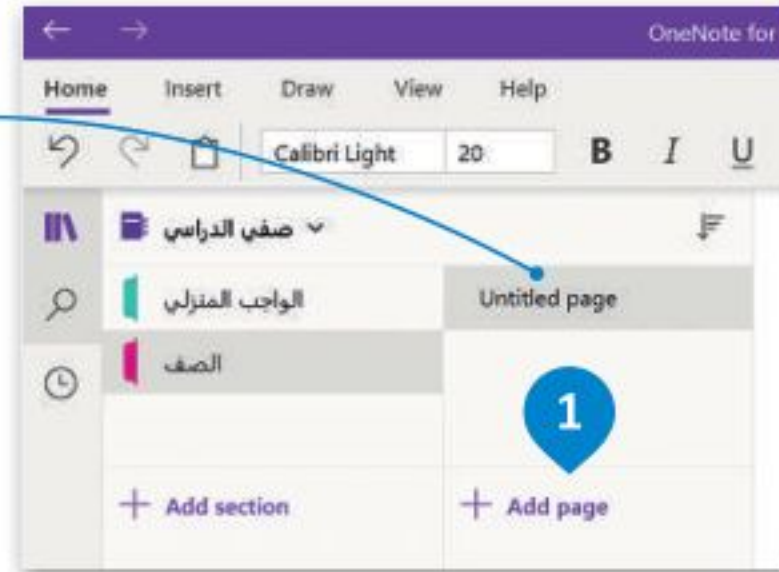 OneNote for
Home Insert Draw View Help
Calibri Light 20 B I U
صفي الدراسي
الواجب المنزلي
Untitled page
الصف
1
+ Add section
+ Add page